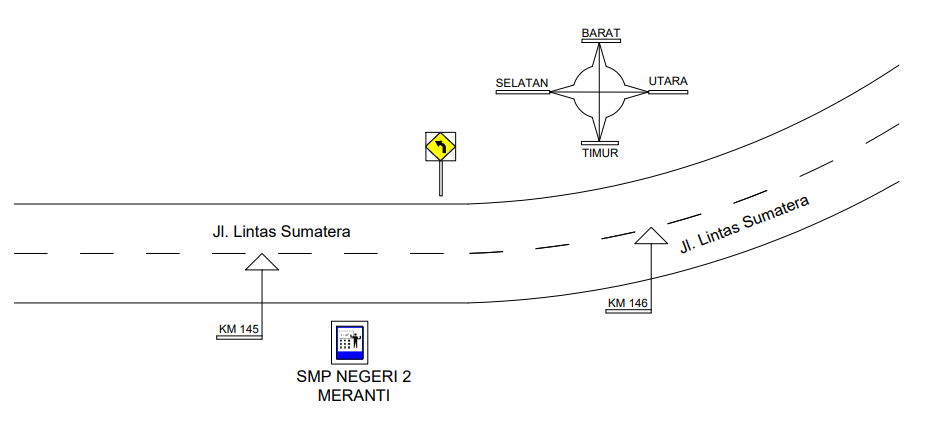 BARAT
SELATAN
UTARA
TIMUR
Jl. Lintas Sumatera
Jl. Lintas Sumatera
KM 145
KM 146
SMP NEGERI 2
MERANTI